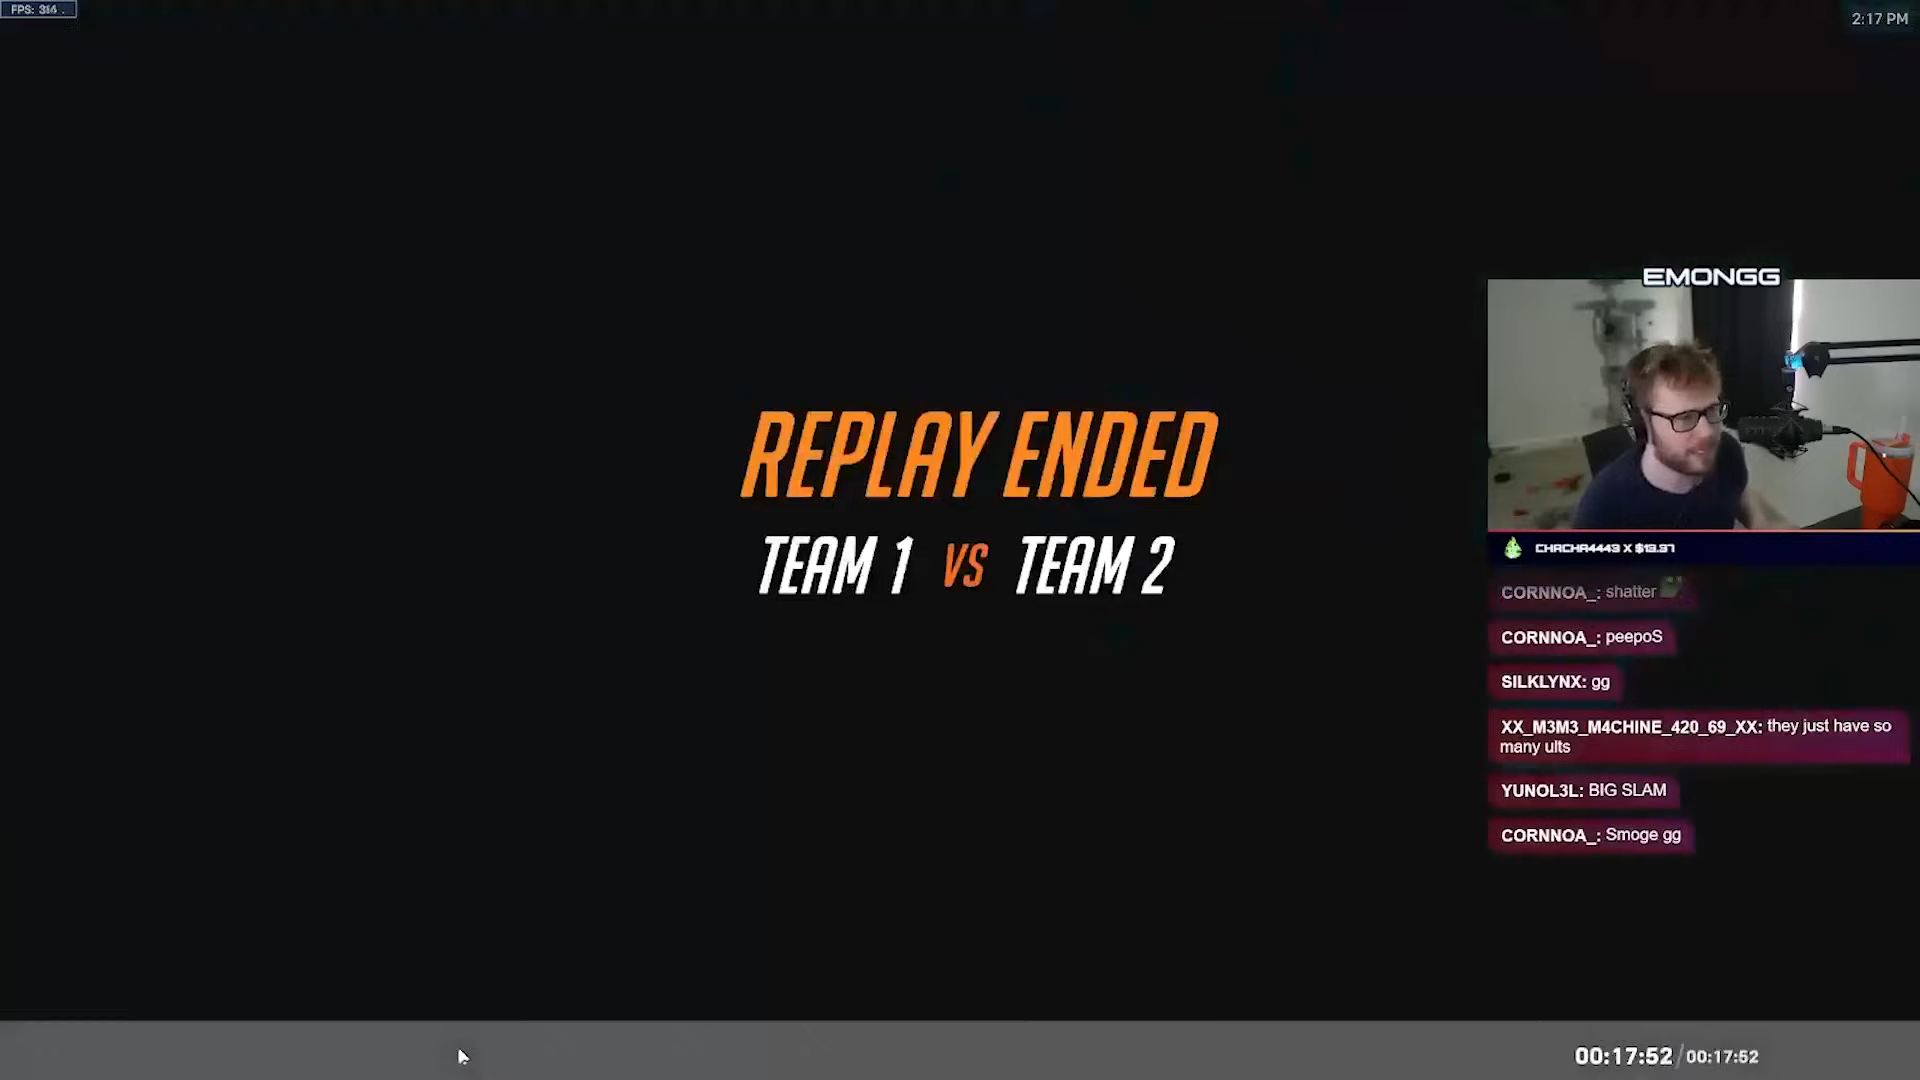 FPS: 314
2:17 PM
EMONGG
REPLAY ENDED
TEAM 1 VS TEAM 2
CHACHA4443 X $13.37
CORNNOA_: shatter
CORNNOA_: peepoS
SILKLYNX: gg
XX_M3M3_M4CHINE_420_69_XX: they just have so
many ults
YUNOL3L: BIG SLAM
CORNNOA_: Smoge gg
00:17:52/00:17:52